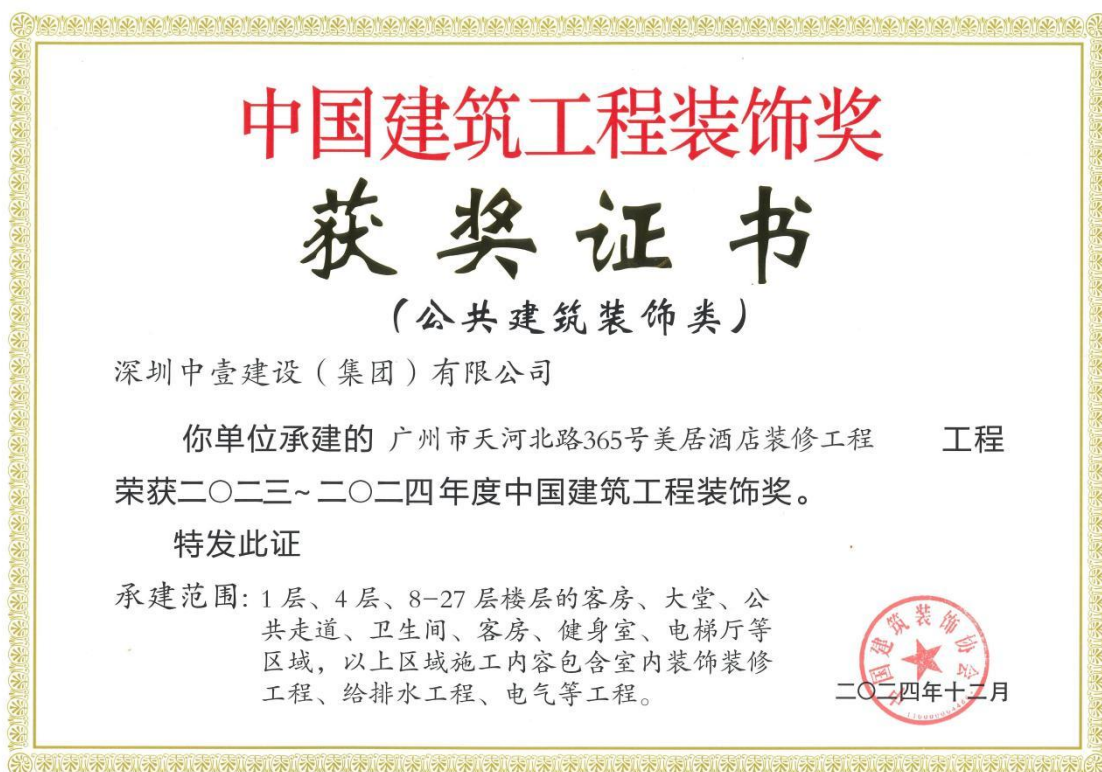 中国建筑工程装饰奖
获奖证书
(公共建筑装饰类)
深圳中壹建设（集团）有限公司
你单位承建的 广州市天河北路365号美居酒店装修工程 工程
荣获二〇二三~二〇二四年度中国建筑工程装饰奖。
特发此证
承建范围: 1层、4层、8-27层楼层的客房、大堂、公
共走道、卫生间、客房、健身室、电梯厅等
区域，以上区域施工内容包含室内装饰装修
工程、给排水工程、电气等工程。
中国建筑装饰协会
二〇二四年十二月